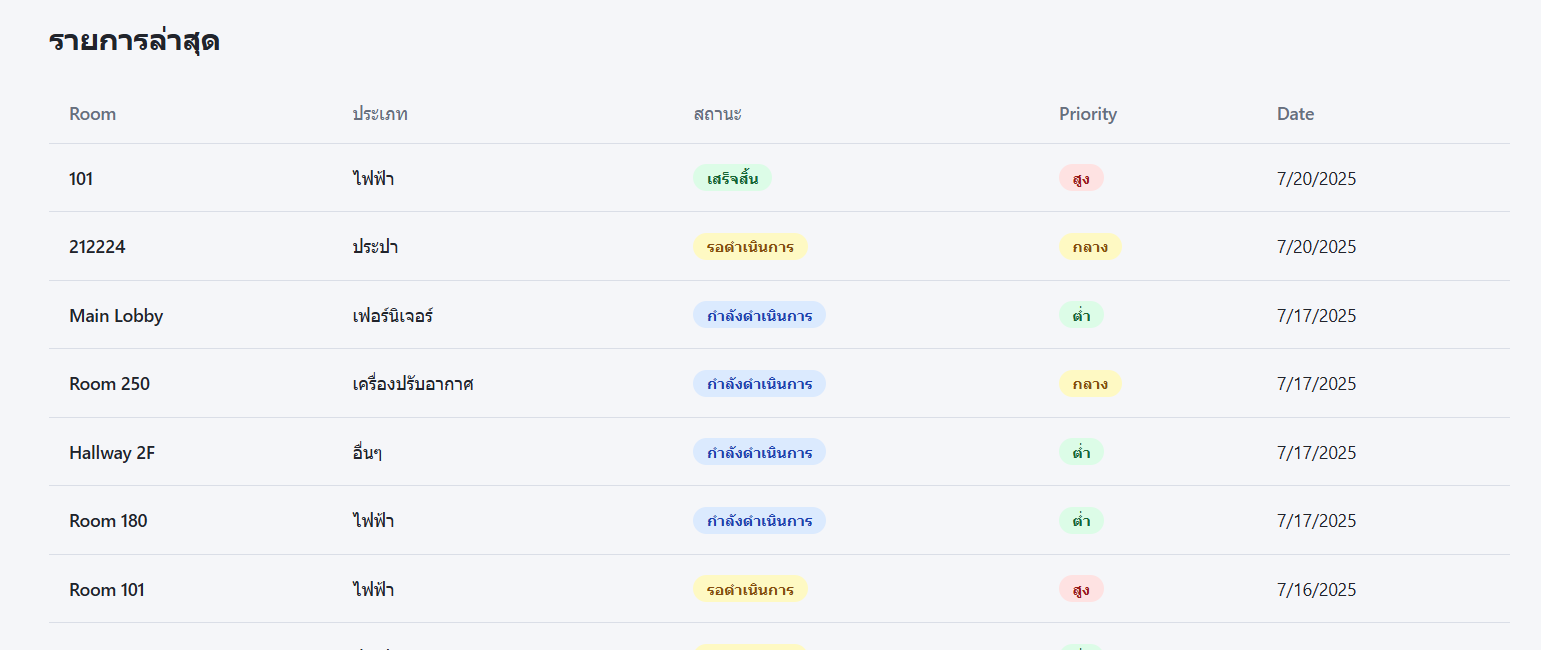 รายการล่าสุด
Room ประเภท สถานะ Priority Date
101 ไฟฟ้า เสร็จสิ้น สูง 7/20/2025
212224 ประปา รอดำเนินการ กลาง 7/20/2025
Main Lobby เฟอร์นิเจอร์ กำลังดำเนินการ ต่ำ 7/17/2025
Room 250 เครื่องปรับอากาศ กำลังดำเนินการ กลาง 7/17/2025
Hallway 2F อื่นๆ กำลังดำเนินการ ต่ำ 7/17/2025
Room 180 ไฟฟ้า กำลังดำเนินการ ต่ำ 7/17/2025
Room 101 ไฟฟ้า รอดำเนินการ สูง 7/16/2025